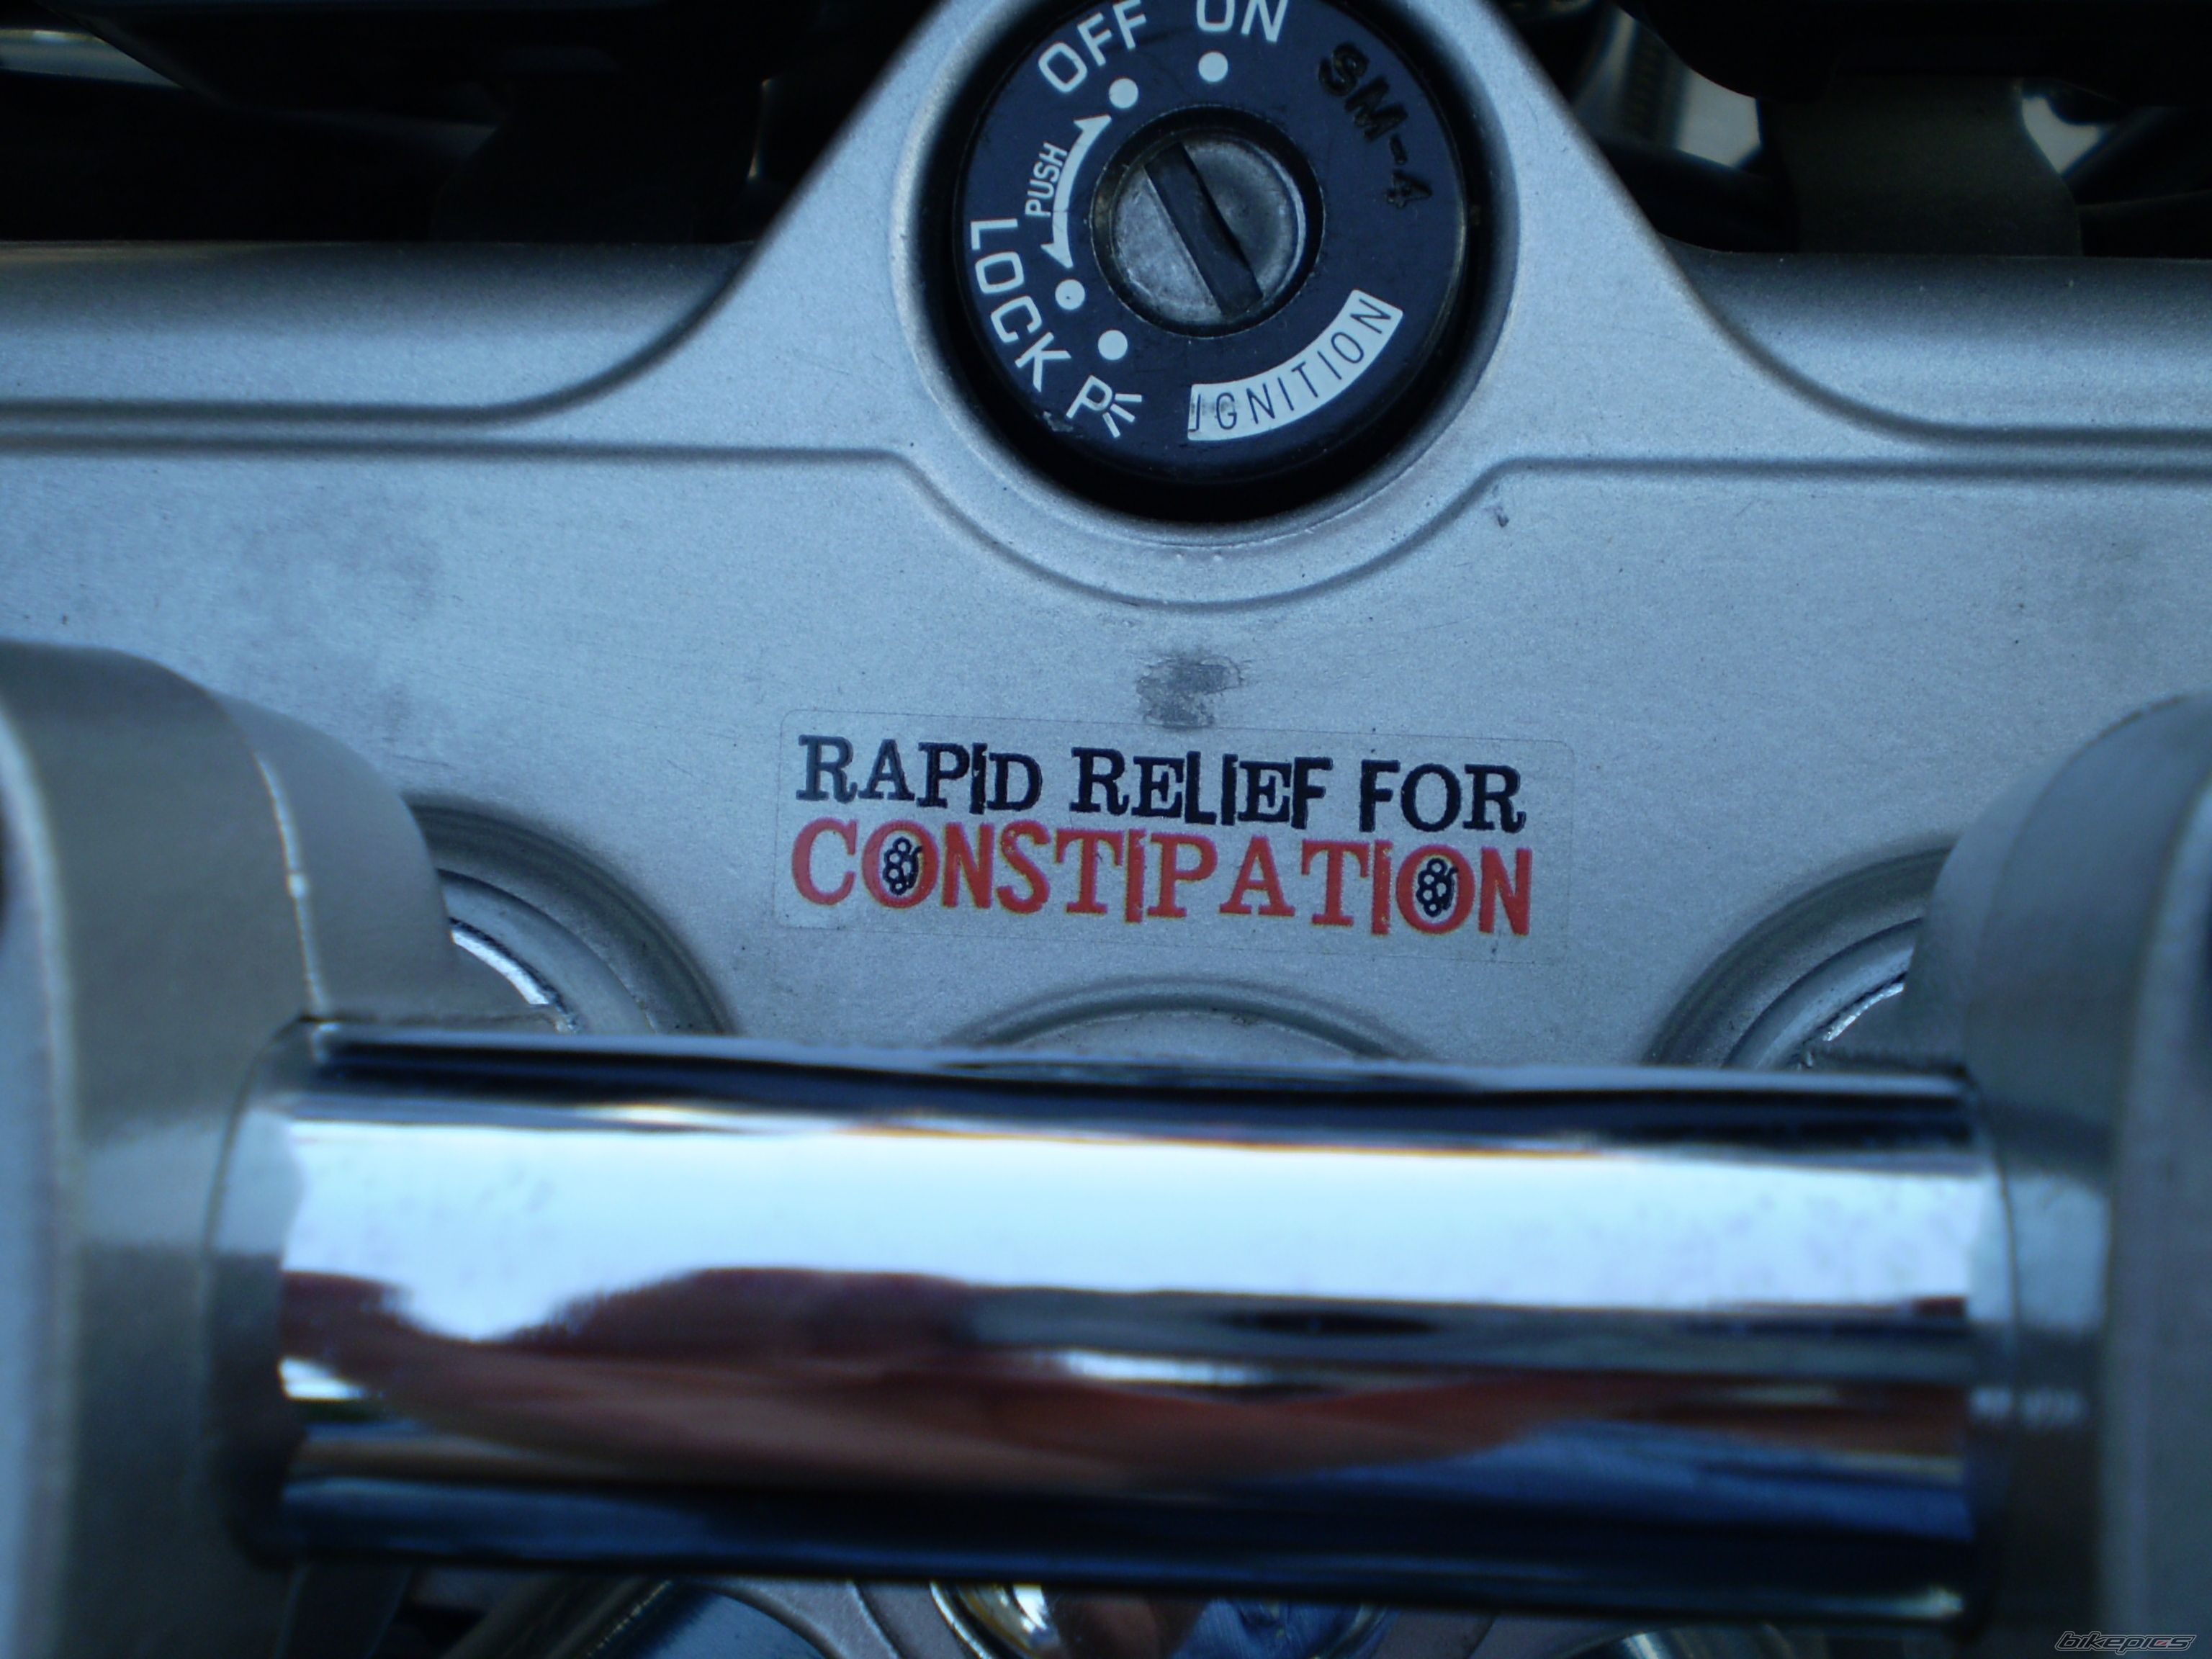 OFF
ON
SM-4
PUSH
LOCK
P
IGNITION
RAPID RELIEF FOR
CONSTIPATION
bikepics